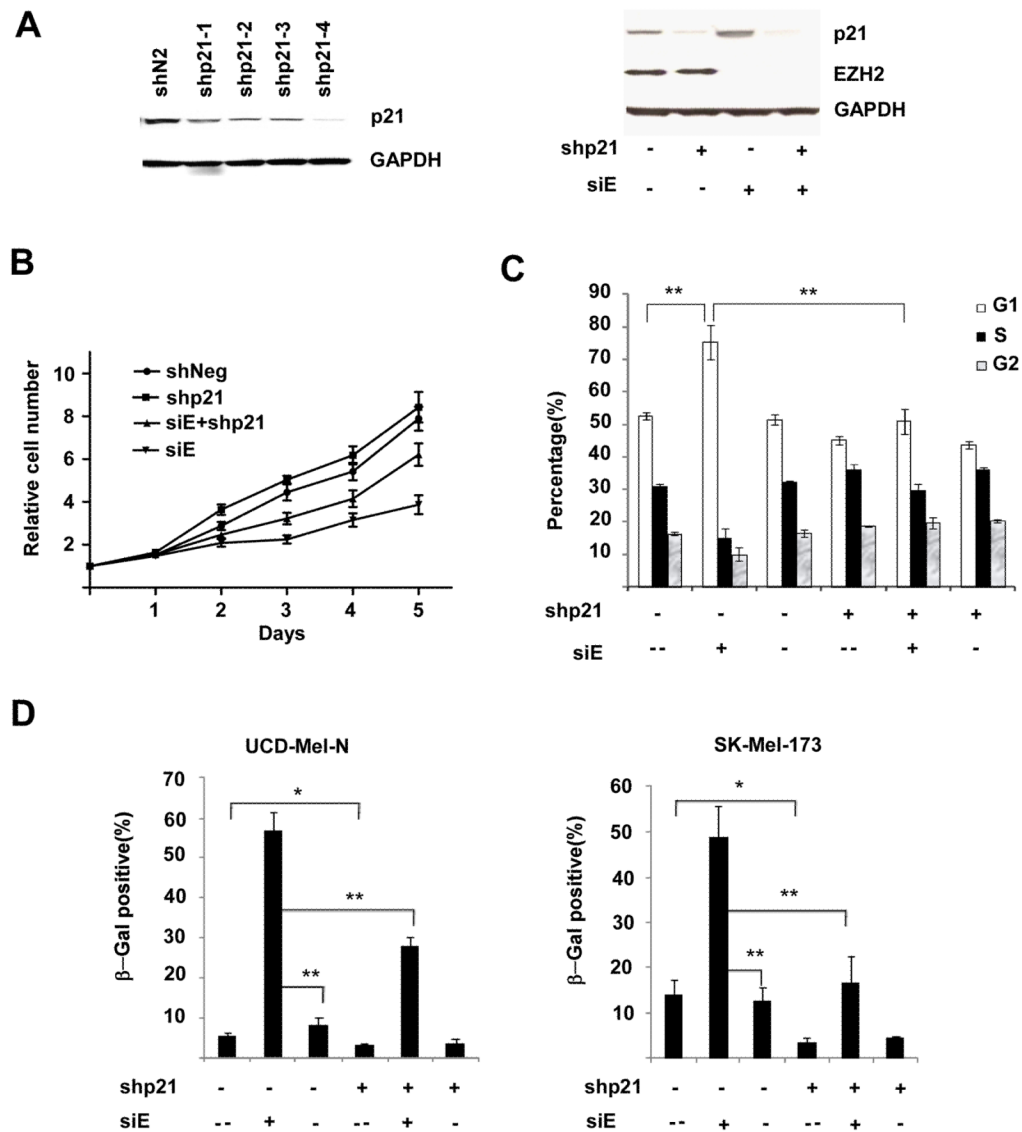 A
shN2
shp21-1
shp21-2
shp21-3
shp21-4
p21
GAPDH
p21
EZH2
GAPDH
shp21 - + - +
siE - - + +
B
Relative cell number
10
8
6
4
2
shNeg
shp21
siE+shp21
siE
1 2 3 4 5
Days
C
Percentage(%)
90
80
70
60
50
40
30
20
10
** **
G1
S
G2
shp21 - - - + + +
siE -- + - -- + -
D
UCD-Mel-N
β-Gal positive(%)
70
60
50
40
30
20
10
*
**
**
shp21 - - - + + +
siE -- + - -- + -
SK-Mel-173
β-Gal positive(%)
60
50
40
30
20
10
*
**
**
shp21 - - - + + +
siE -- + - -- + -